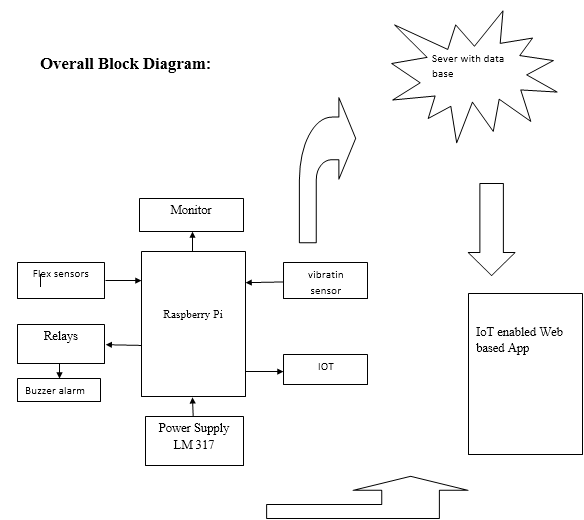 Sever with data
base
Overall Block Diagram:
Monitor
Flex sensors
vibratin
sensor
Raspberry Pi
Relays
IoT enabled Web
based App
IOT
Buzzer alarm
Power Supply
LM 317